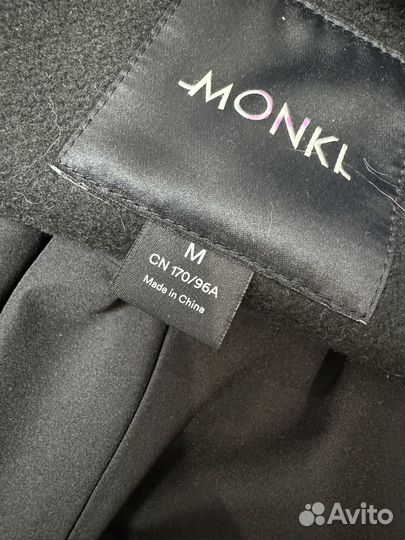 MONKI
M
CN 170/96A
Made in China
Avito